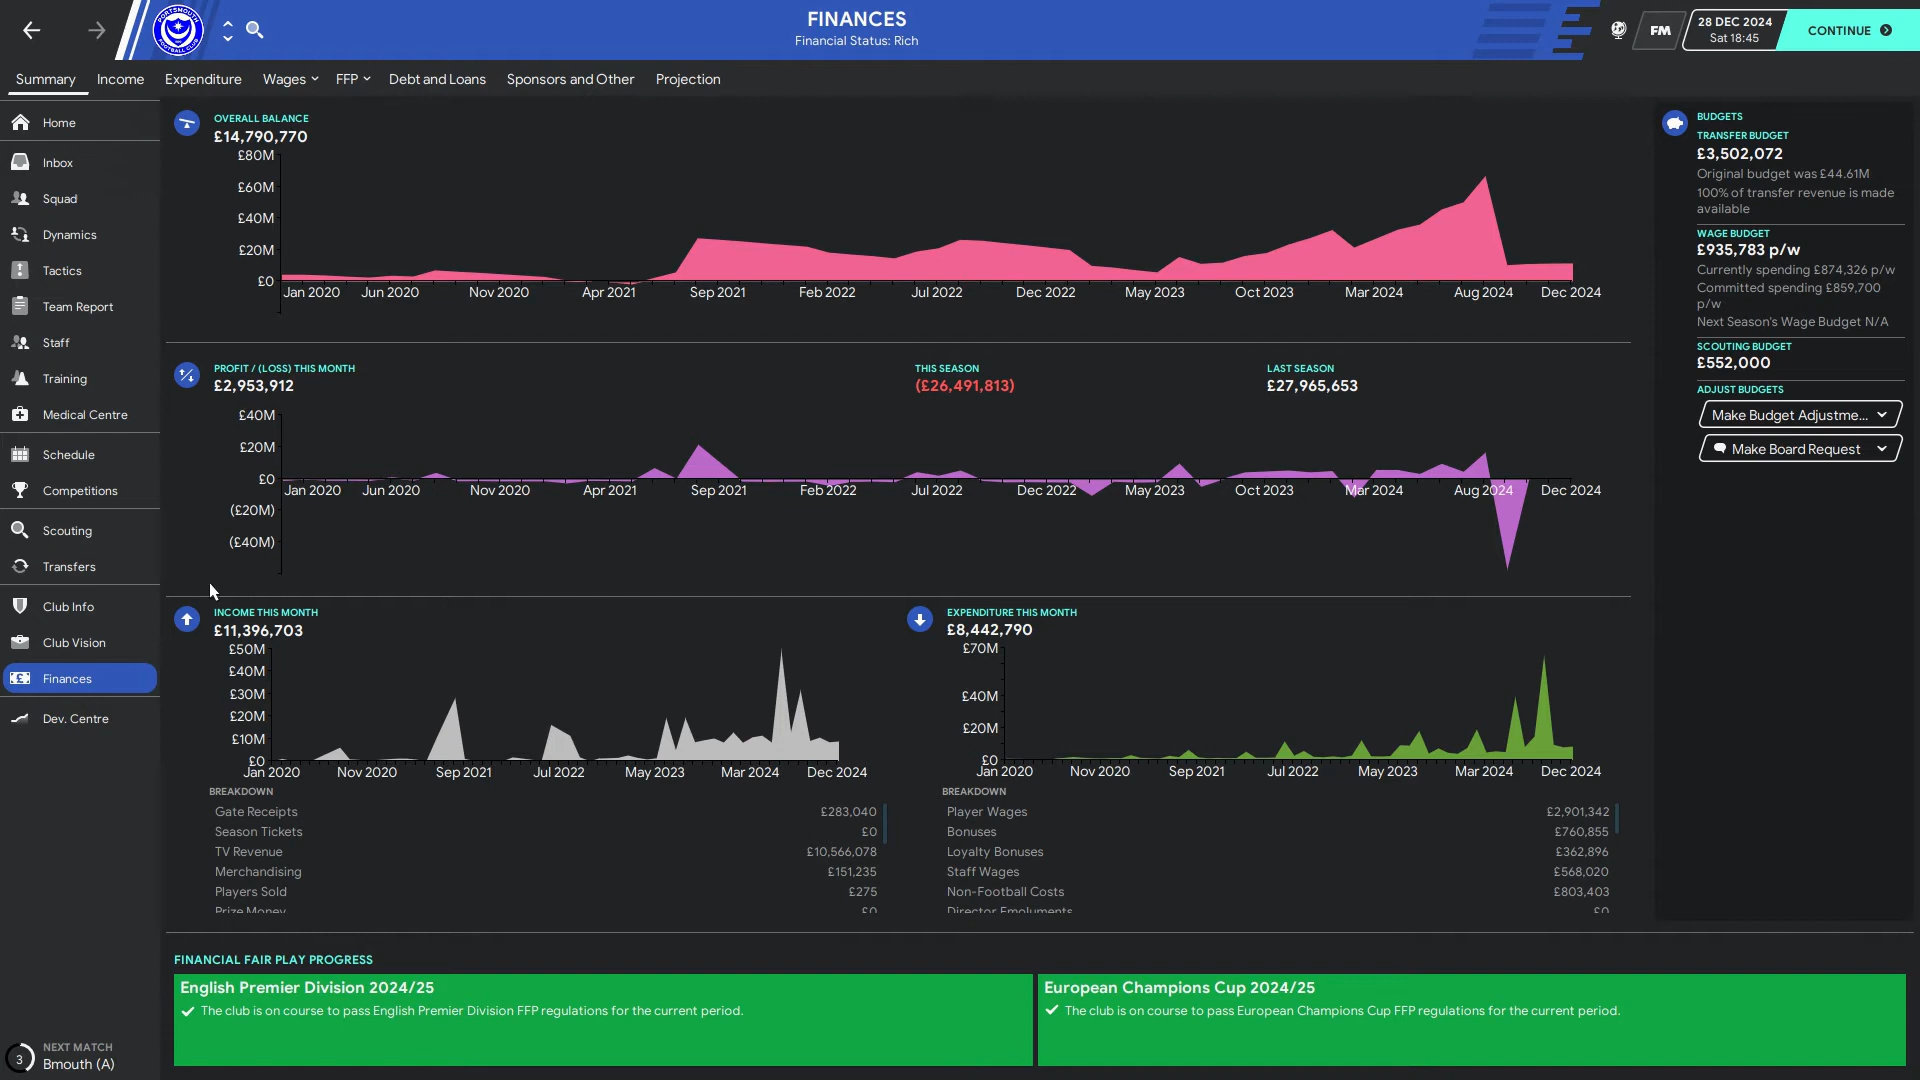 FINANCES
Financial Status: Rich
FM
28 DEC 2024
Sat 18:45
CONTINUE
Summary
Income
Expenditure
Wages
FFP
Debt and Loans
Sponsors and Other
Projection
Home
Inbox
Squad
Dynamics
Tactics
Team Report
Staff
Training
Medical Centre
Schedule
Competitions
Scouting
Transfers
Club Info
Club Vision
Finances
Dev. Centre
3
NEXT MATCH
Bmouth (A)
OVERALL BALANCE
£14,790,770
£80M
£60M
£40M
£20M
£0
Jan 2020 Jun 2020 Nov 2020 Apr 2021 Sep 2021 Feb 2022 Jul 2022 Dec 2022 May 2023 Oct 2023 Mar 2024 Aug 2024 Dec 2024
PROFIT / (LOSS) THIS MONTH
£2,953,912
THIS SEASON
(£26,491,813)
LAST SEASON
£27,965,653
£40M
£20M
£0
(£20M)
(£40M)
Jan 2020 Jun 2020 Nov 2020 Apr 2021 Sep 2021 Feb 2022 Jul 2022 Dec 2022 May 2023 Oct 2023 Mar 2024 Aug 2024 Dec 2024
INCOME THIS MONTH
£11,396,703
£50M
£40M
£30M
£20M
£10M
£0
Jan 2020 Nov 2020 Sep 2021 Jul 2022 May 2023 Mar 2024 Dec 2024
BREAKDOWN
Gate Receipts £283,040
Season Tickets £0
TV Revenue £10,566,078
Merchandising £151,235
Players Sold £275
Prize Money £0
EXPENDITURE THIS MONTH
£8,442,790
£70M
£40M
£20M
£0
Jan 2020 Nov 2020 Sep 2021 Jul 2022 May 2023 Mar 2024 Dec 2024
BREAKDOWN
Player Wages £2,901,342
Bonuses £760,855
Loyalty Bonuses £362,896
Staff Wages £568,020
Non-Football Costs £803,403
Director Emoluments £0
BUDGETS
TRANSFER BUDGET
£3,502,072
Original budget was £44.61M
100% of transfer revenue is made
available
WAGE BUDGET
£935,783 p/w
Currently spending £874,326 p/w
Committed spending £859,700
p/w
Next Season's Wage Budget N/A
SCOUTING BUDGET
£552,000
ADJUST BUDGETS
Make Budget Adjustme...
Make Board Request
FINANCIAL FAIR PLAY PROGRESS
English Premier Division 2024/25
The club is on course to pass English Premier Division FFP regulations for the current period.
European Champions Cup 2024/25
The club is on course to pass European Champions Cup FFP regulations for the current period.